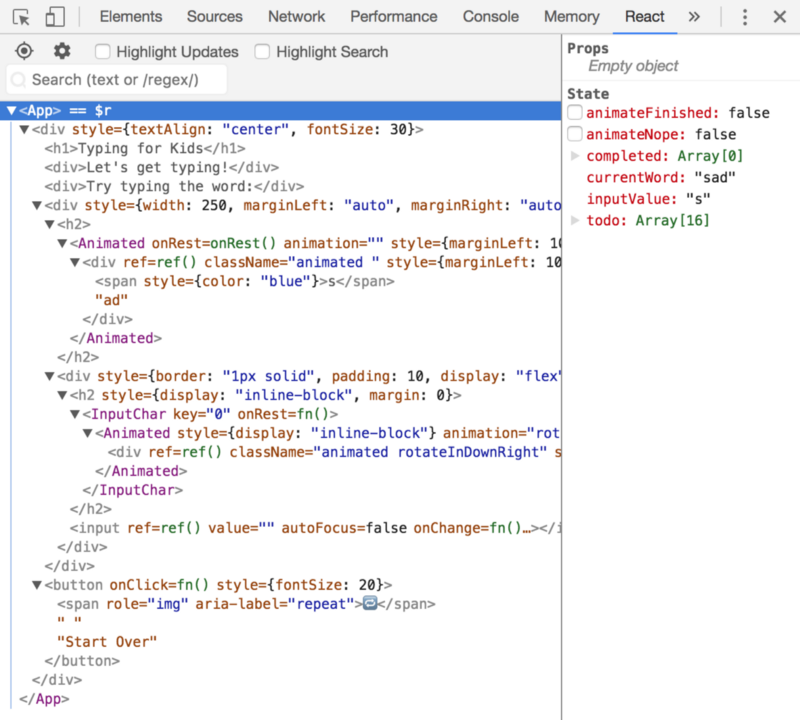 Elements Sources Network Performance Console Memory React »
Highlight Updates Highlight Search
Search (text or /regex/)
<App> == $r
<div style={textAlign: "center", fontSize: 30}>
<h1>Typing for Kids</h1>
<div>Let's get typing!</div>
<div>Try typing the word:</div>
<div style={width: 250, marginLeft: "auto", marginRight: "auto
<h2>
<Animated onRest=onRest() animation="" style={marginLeft: 10
<div ref=ref() className="animated " style={marginLeft: 10
<span style={color: "blue"}>s</span>
"ad"
</div>
</Animated>
</h2>
<div style={border: "1px solid", padding: 10, display: "flex"
<h2 style={display: "inline-block", margin: 0}>
<InputChar key="0" onRest=fn()>
<Animated style={display: "inline-block"} animation="rot
<div ref=ref() className="animated rotateInDownRight" s
</Animated>
</InputChar>
</h2>
<input ref=ref() value="" autoFocus=false onChange=fn()…></i
</div>
</div>
<button onClick=fn() style={fontSize: 20}>
<span role="img" aria-label="repeat">🔁</span>
" "
"Start Over"
</button>
</div>
</App>
Props
Empty object
State
animateFinished: false
animateNope: false
completed: Array[0]
currentWord: "sad"
inputValue: "s"
todo: Array[16]